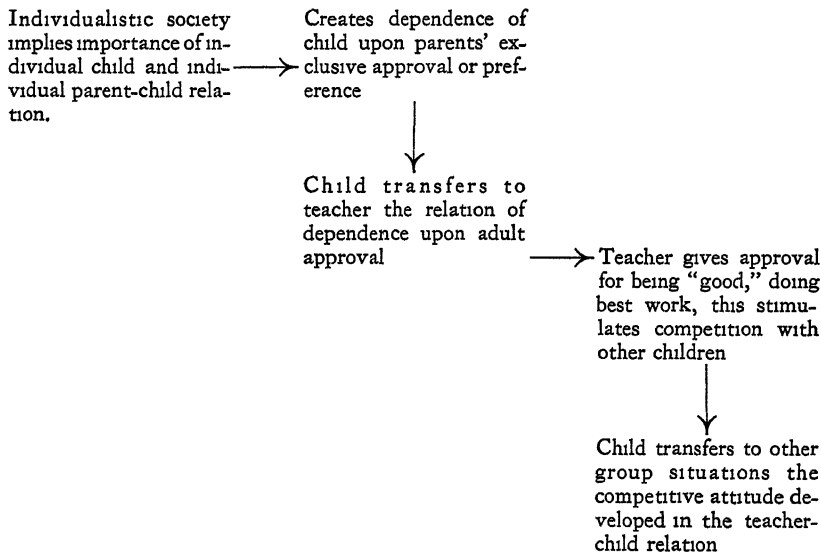 Individualistic society
implies importance of in-
dividual child and indi-
vidual parent-child rela-
tion.
Creates dependence of
child upon parents' ex-
clusive approval or pref-
erence
Child transfers to
teacher the relation of
dependence upon adult
approval
Teacher gives approval
for being "good," doing
best work, this stimu-
lates competition with
other children
Child transfers to other
group situations the
competitive attitude de-
veloped in the teacher-
child relation